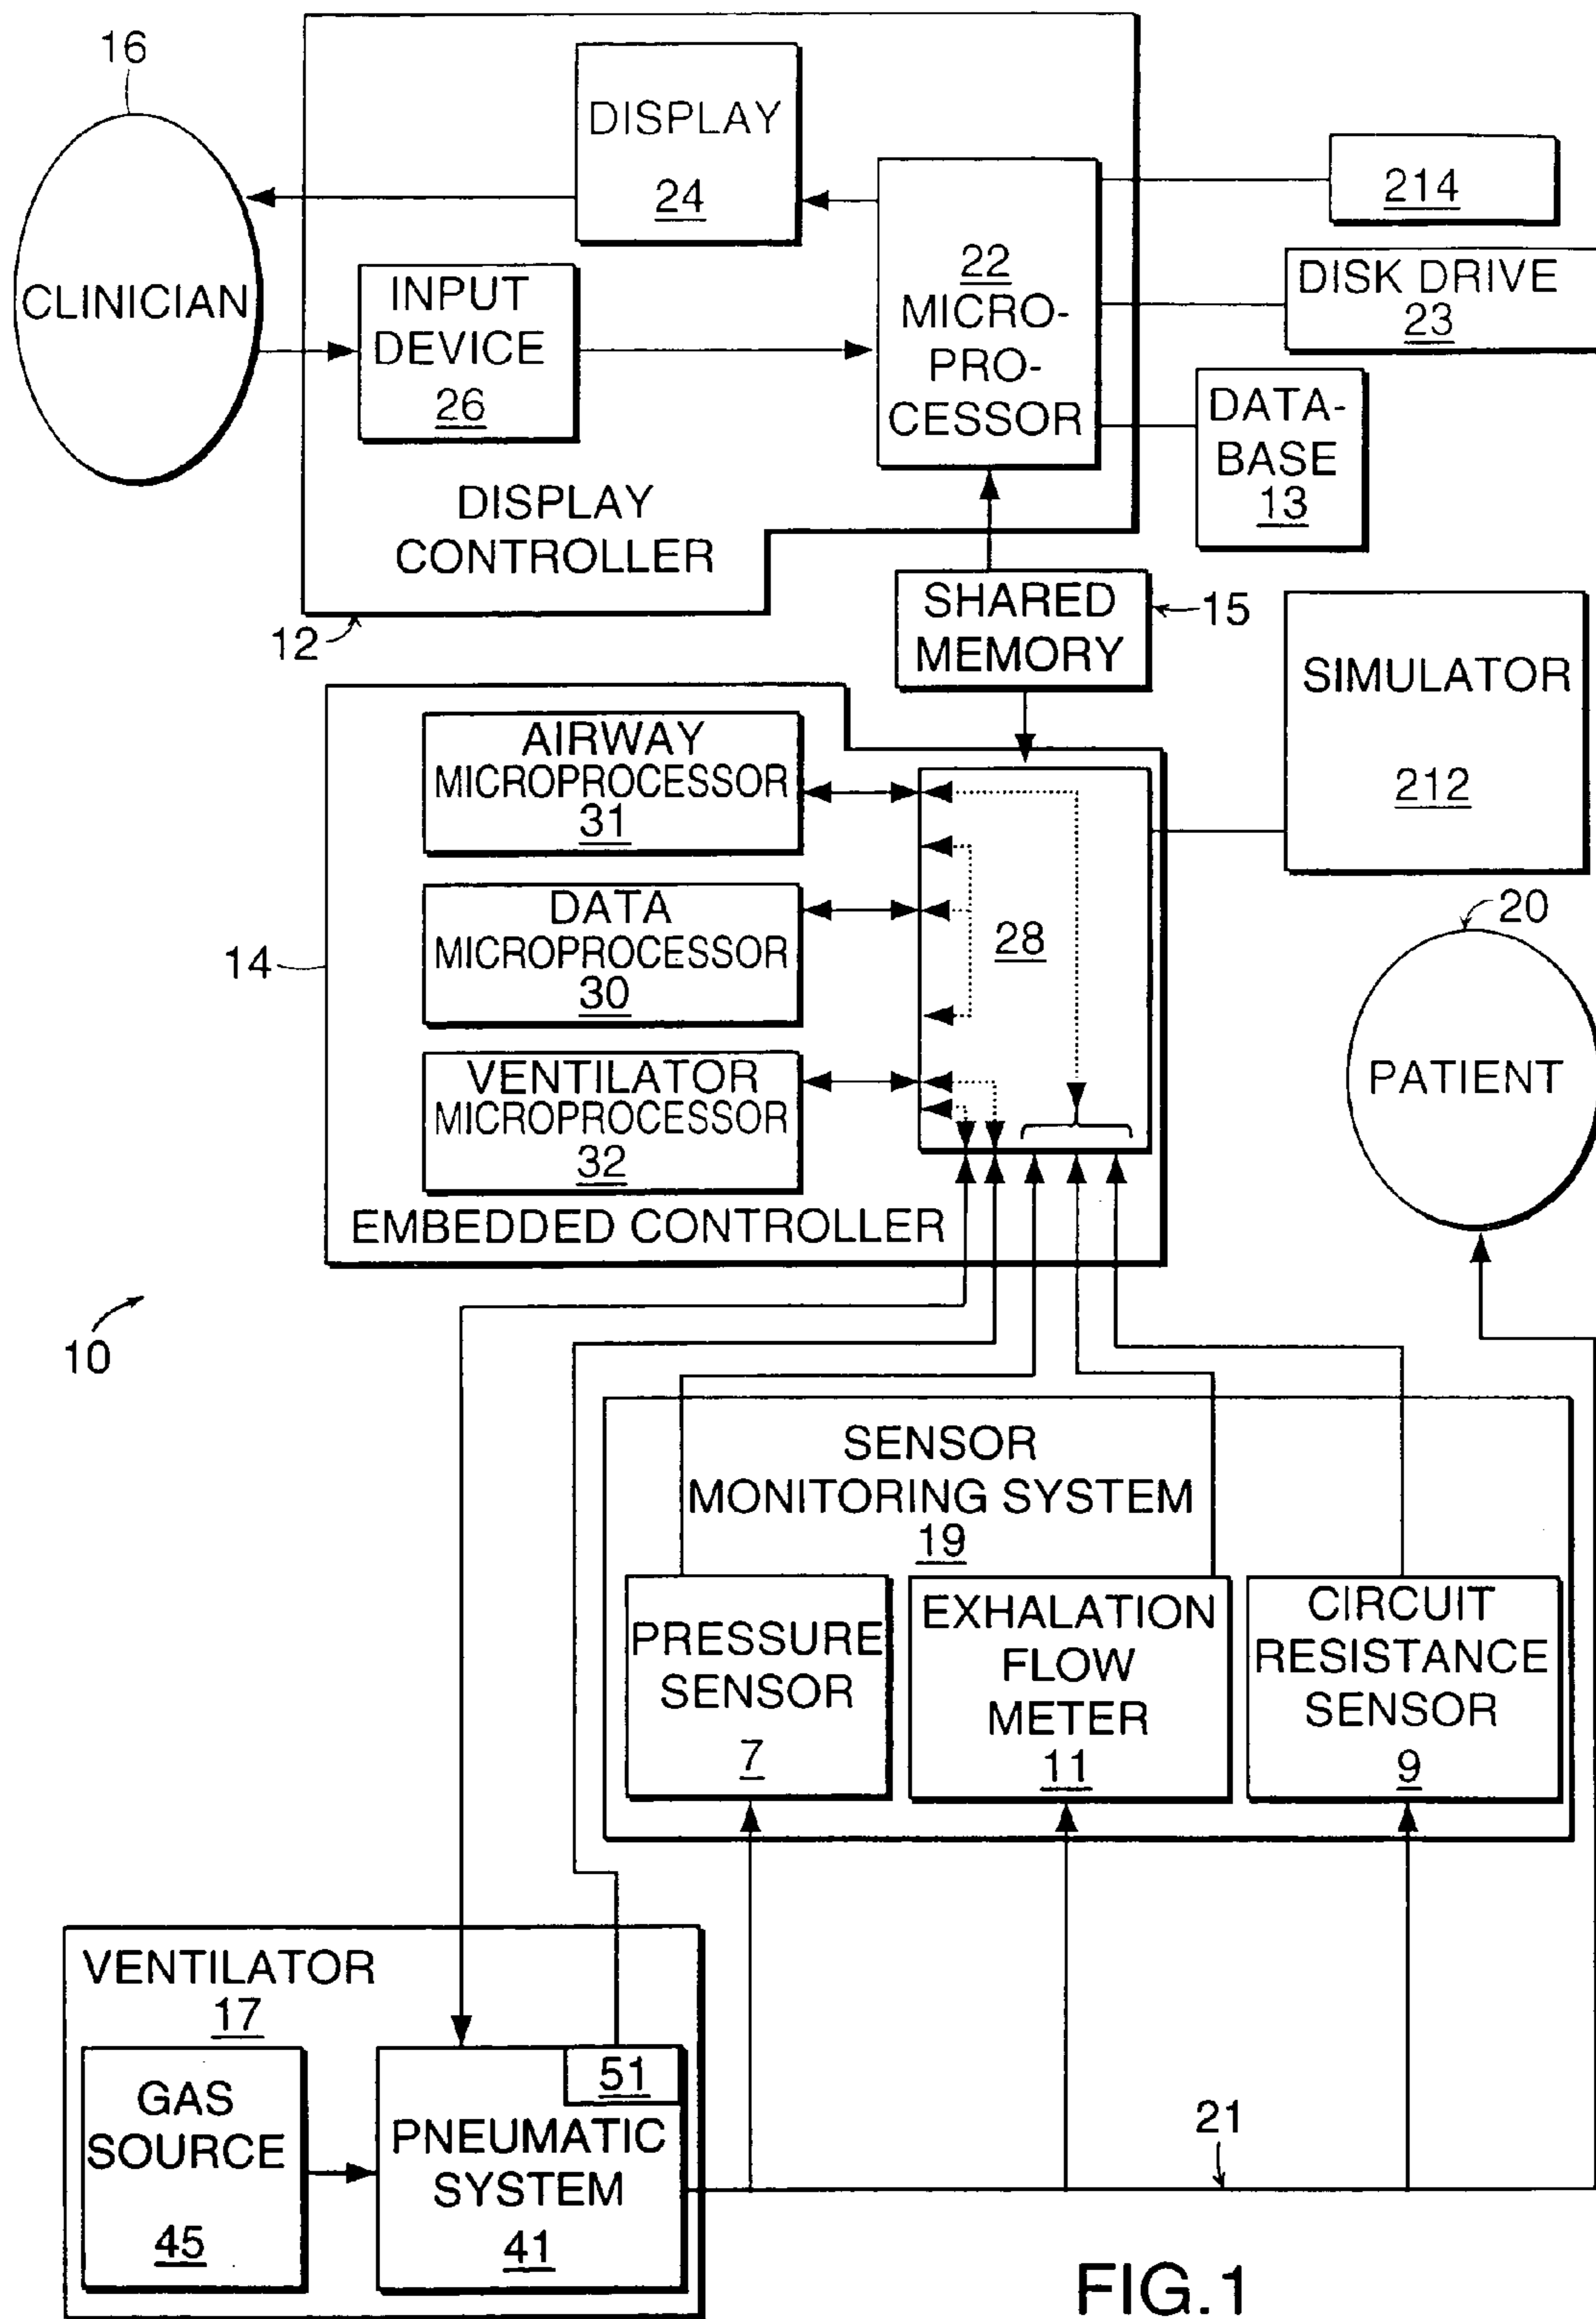 16
DISPLAY
24
CLINICIAN
INPUT
DEVICE
26
22
MICRO-
PRO-
CESSOR
214
DISK DRIVE
23
DATA-
BASE
13
DISPLAY
CONTROLLER
12
SHARED
MEMORY
15
SIMULATOR
212
AIRWAY
MICROPROCESSOR
31
DATA
MICROPROCESSOR
30
VENTILATOR
MICROPROCESSOR
32
28
14
EMBEDDED CONTROLLER
20
PATIENT
10
SENSOR
MONITORING SYSTEM
19
PRESSURE
SENSOR
7
EXHALATION
FLOW
METER
11
CIRCUIT
RESISTANCE
SENSOR
9
VENTILATOR
17
GAS
SOURCE
45
51
PNEUMATIC
SYSTEM
41
21
FIG.1